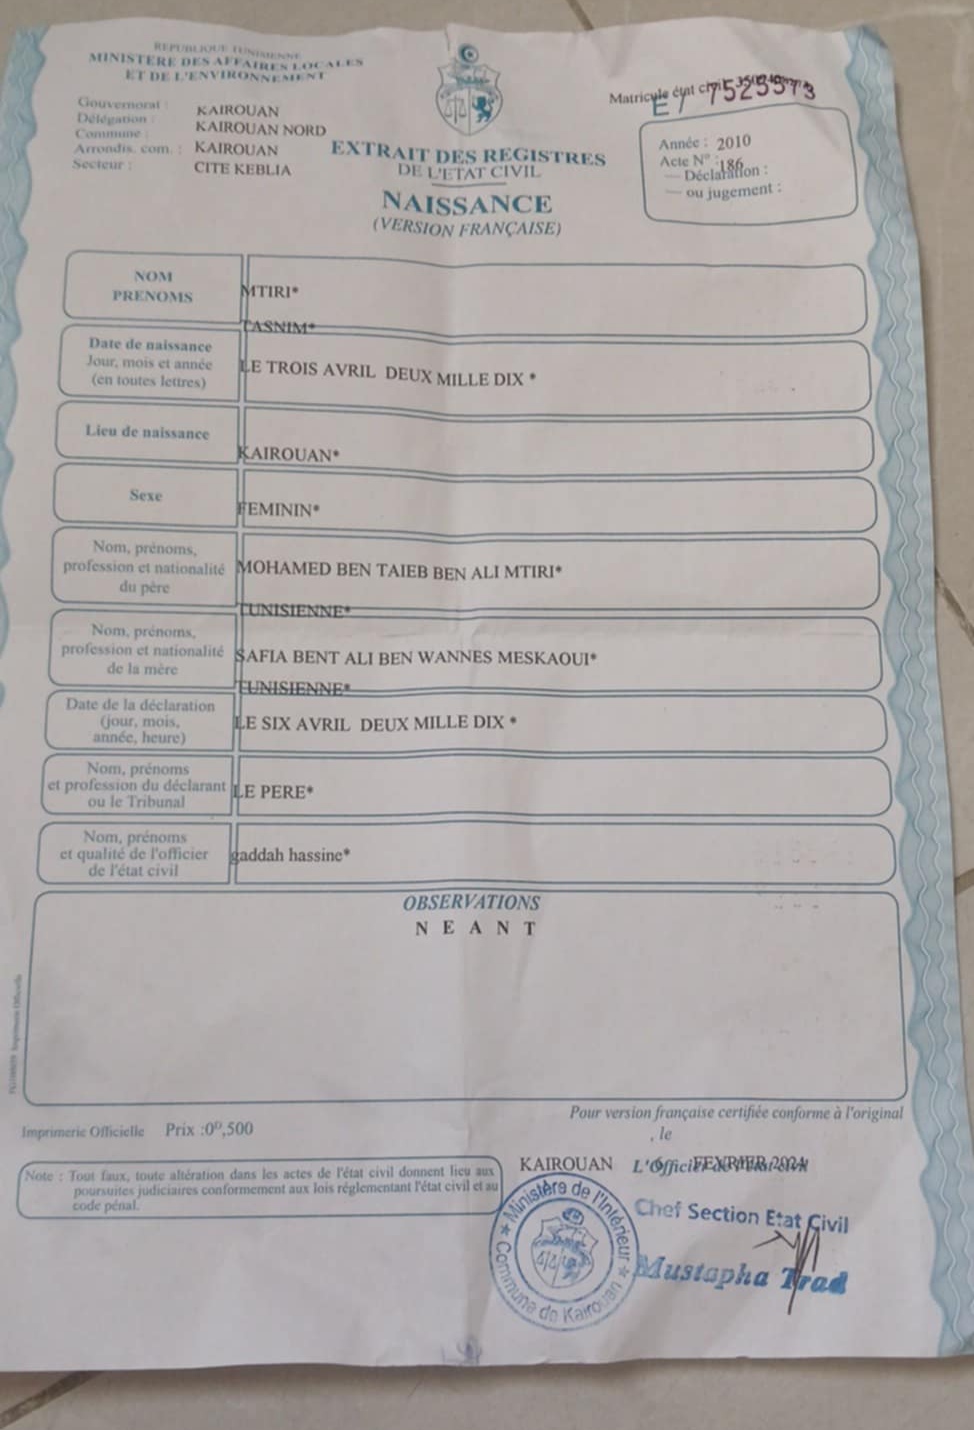 REPUBLIQUE TUNISIENNE
MINISTERE DES AFFAIRES LOCALES
ET DE L'ENVIRONNEMENT
Gouvernorat : KAIROUAN
Délégation : KAIROUAN NORD
Commune :
Arrondis. com. : KAIROUAN
Secteur : CITE KEBLIA
EXTRAIT DES REGISTRES
DE L'ETAT CIVIL
NAISSANCE
(VERSION FRANÇAISE)
Matricule état civil
E 7525573
Année : 2010
Acte N° : 186
— Déclaration :
— ou jugement :
NOM
PRENOMS
MTIRI*
TASNIM*
Date de naissance
Jour, mois et année
(en toutes lettres)
LE TROIS AVRIL DEUX MILLE DIX *
Lieu de naissance
KAIROUAN*
Sexe
FEMININ*
Nom, prénoms,
profession et nationalité
du père
MOHAMED BEN TAIEB BEN ALI MTIRI*
TUNISIENNE*
Nom, prénoms,
profession et nationalité
de la mère
SAFIA BENT ALI BEN WANNES MESKAOUI*
TUNISIENNE*
Date de la déclaration
(jour, mois,
année, heure)
LE SIX AVRIL DEUX MILLE DIX *
Nom, prénoms
et profession du déclarant
ou le Tribunal
LE PERE*
Nom, prénoms
et qualité de l'officier
de l'état civil
gaddah hassine*
OBSERVATIONS
N E A N T
Pour version française certifiée conforme à l'original
, le
Imprimerie Officielle Prix :0ᴰ,500
KAIROUAN
L'Officier de l'état civil
FEVRIER 2024
Note : Tout faux, toute altération dans les actes de l'état civil donnent lieu aux
poursuites judiciaires conformement aux lois réglementant l'état civil et au
code pénal.
Ministère de l'Intérieur
Commune de Kairouan
Chef Section Etat Civil
Mustapha Trad